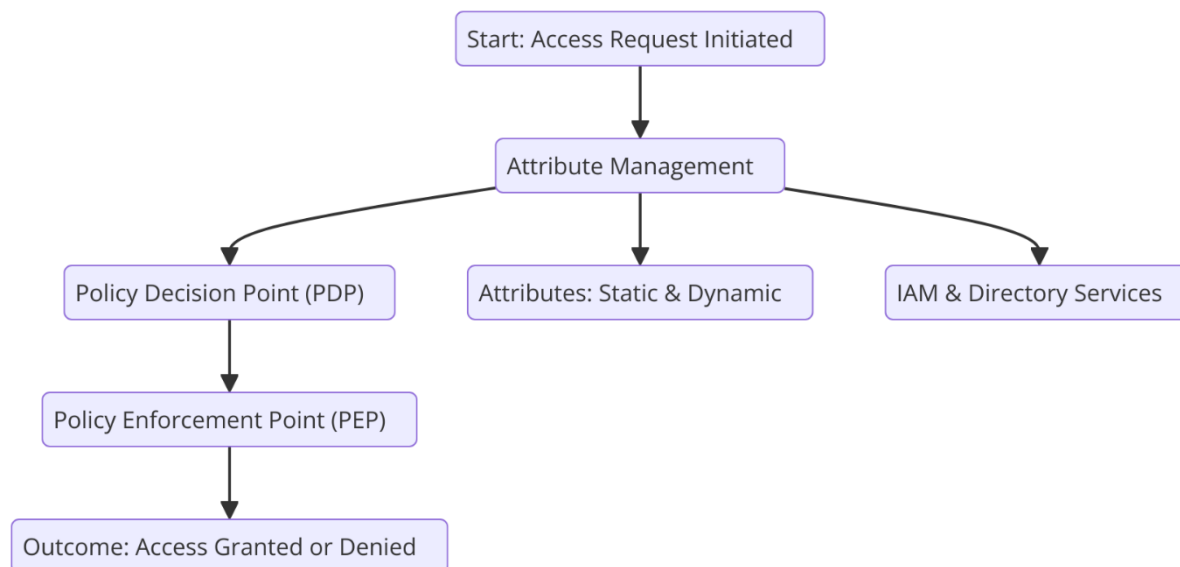 Start: Access Request Initiated
Attribute Management
Policy Decision Point (PDP)
Attributes: Static & Dynamic
IAM & Directory Services
Policy Enforcement Point (PEP)
Outcome: Access Granted or Denied